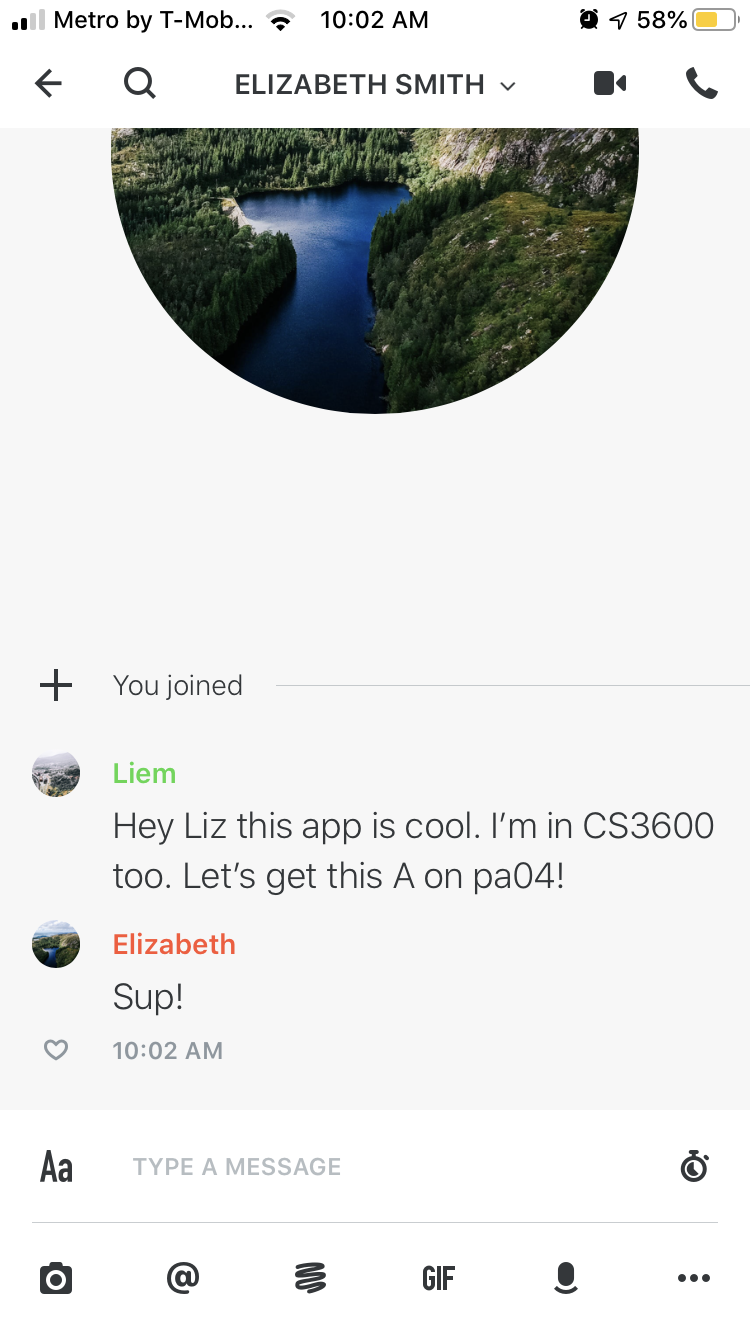 Metro by T-Mob... 10:02 AM 58%
ELIZABETH SMITH
You joined
Liem
Hey Liz this app is cool. I’m in CS3600
too. Let’s get this A on pa04!
Elizabeth
Sup!
10:02 AM
Aa TYPE A MESSAGE
@ GIF